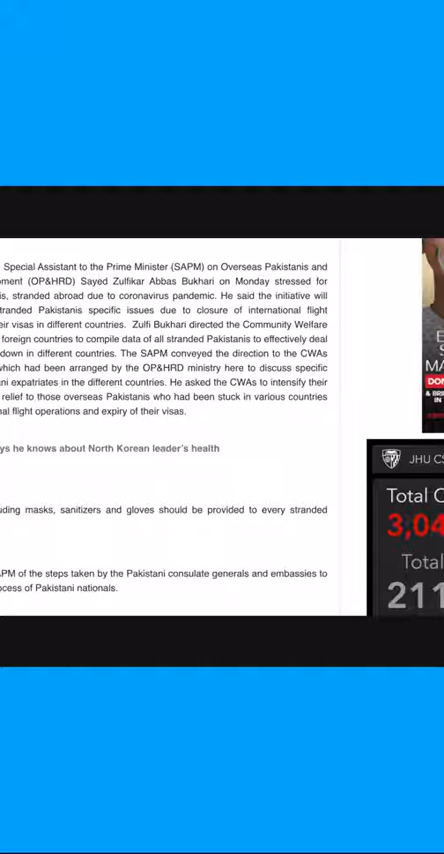 Special Assistant to the Prime Minister (SAPM) on Overseas Pakistanis and
ment (OP&HRD) Sayed Zulfikar Abbas Bukhari on Monday stressed for
is, stranded abroad due to coronavirus pandemic. He said the initiative will
tranded Pakistanis specific issues due to closure of international flight
eir visas in different countries. Zulfi Bukhari directed the Community Welfare
foreign countries to compile data of all stranded Pakistanis to effectively deal
down in different countries. The SAPM conveyed the direction to the CWAs
which had been arranged by the OP&HRD ministry here to discuss specific
ni expatriates in the different countries. He asked the CWAs to intensify their
relief to those overseas Pakistanis who had been stuck in various countries
nal flight operations and expiry of their visas.
ys he knows about North Korean leader's health
uding masks, sanitizers and gloves should be provided to every stranded
APM of the steps taken by the Pakistani consulate generals and embassies to
ocess of Pakistani nationals.
E
S
MA
DON
& BRI
IN
JHU CS
Total C
3,04
Total
211